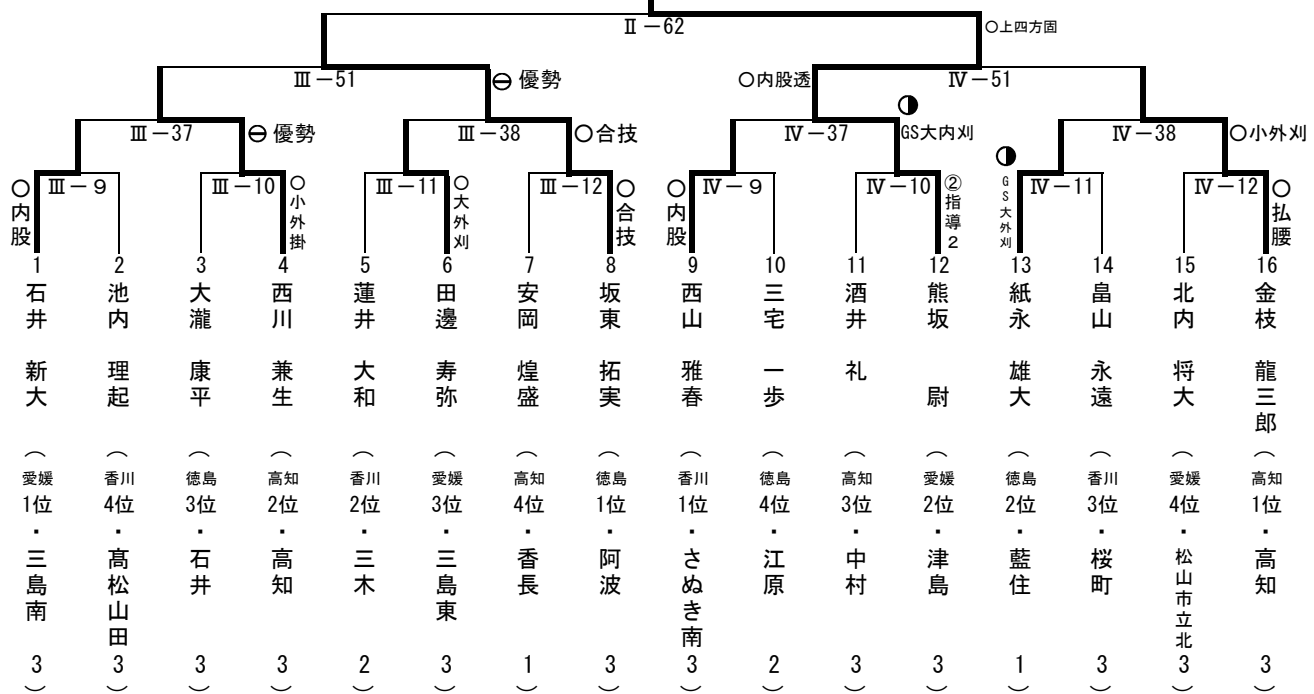 Ⅱ－62
○上四方固
Ⅲ－51
⊖ 優勢
○内股透
Ⅳ－51
Ⅲ－37
⊖ 優勢
Ⅲ－38
○合技
Ⅳ－37
◑
GS大内刈
Ⅳ－38
○小外刈
○内股
Ⅲ－9
Ⅲ－10
○小外掛
Ⅲ－11
○大外刈
Ⅲ－12
○合技
○内股
Ⅳ－9
Ⅳ－10
②指導2
◑
GS大外刈
Ⅳ－11
Ⅳ－12
○払腰
1 石井 新大 （愛媛1位・三島南 3）
2 池内 理起 （香川4位・髙松山田 3）
3 大瀧 康平 （徳島3位・石井 3）
4 西川 兼生 （高知2位・高知 3）
5 蓮井 大和 （香川2位・三木 2）
6 田邊 寿弥 （愛媛3位・三島東 3）
7 安岡 煌盛 （高知4位・香長 1）
8 坂東 拓実 （徳島1位・阿波 3）
9 西山 雅春 （香川1位・さぬき南 3）
10 三宅 一歩 （徳島4位・江原 2）
11 酒井 礼 （高知3位・中村 3）
12 熊坂 尉 （愛媛2位・津島 3）
13 紙永 雄大 （徳島2位・藍住 1）
14 畠山 永遠 （香川3位・桜町 3）
15 北内 将大 （愛媛4位・松山市立北 3）
16 金枝 龍三郎 （高知1位・高知 3）